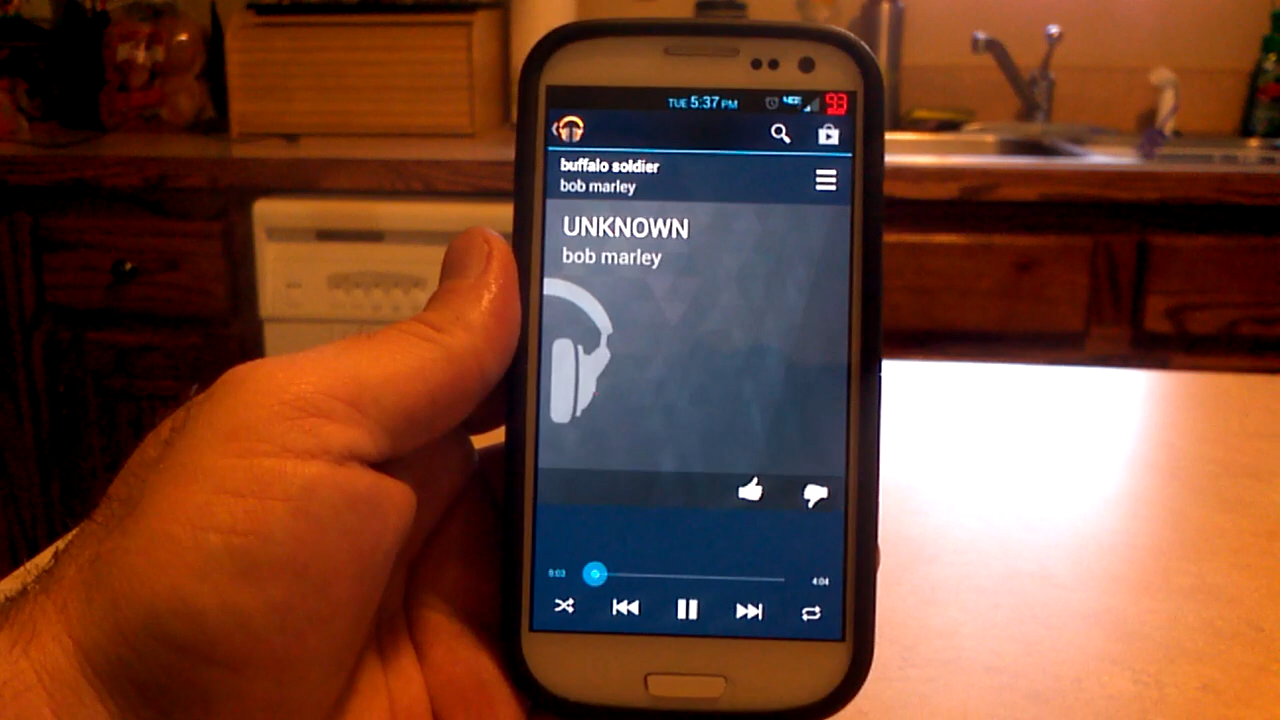 TUE 5:37 PM 93
buffalo soldier
bob marley
UNKNOWN
bob marley
0:03 4:04